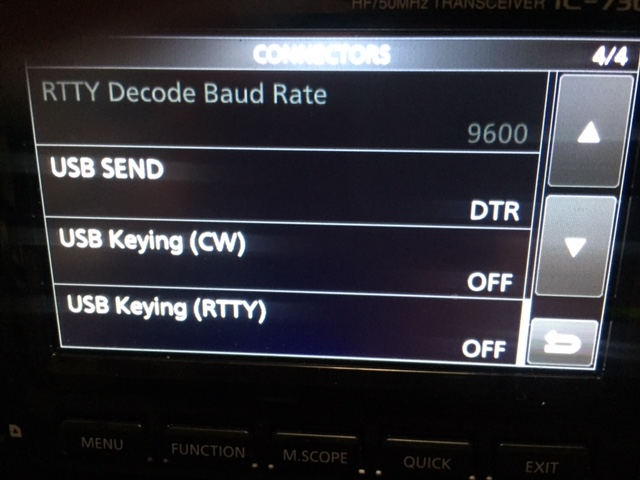 HF/50MHz TRANSCEIVER
CONNECTORS 4/4
RTTY Decode Baud Rate
9600
USB SEND
DTR
USB Keying (CW)
OFF
USB Keying (RTTY)
OFF
MENU FUNCTION M.SCOPE QUICK EXIT